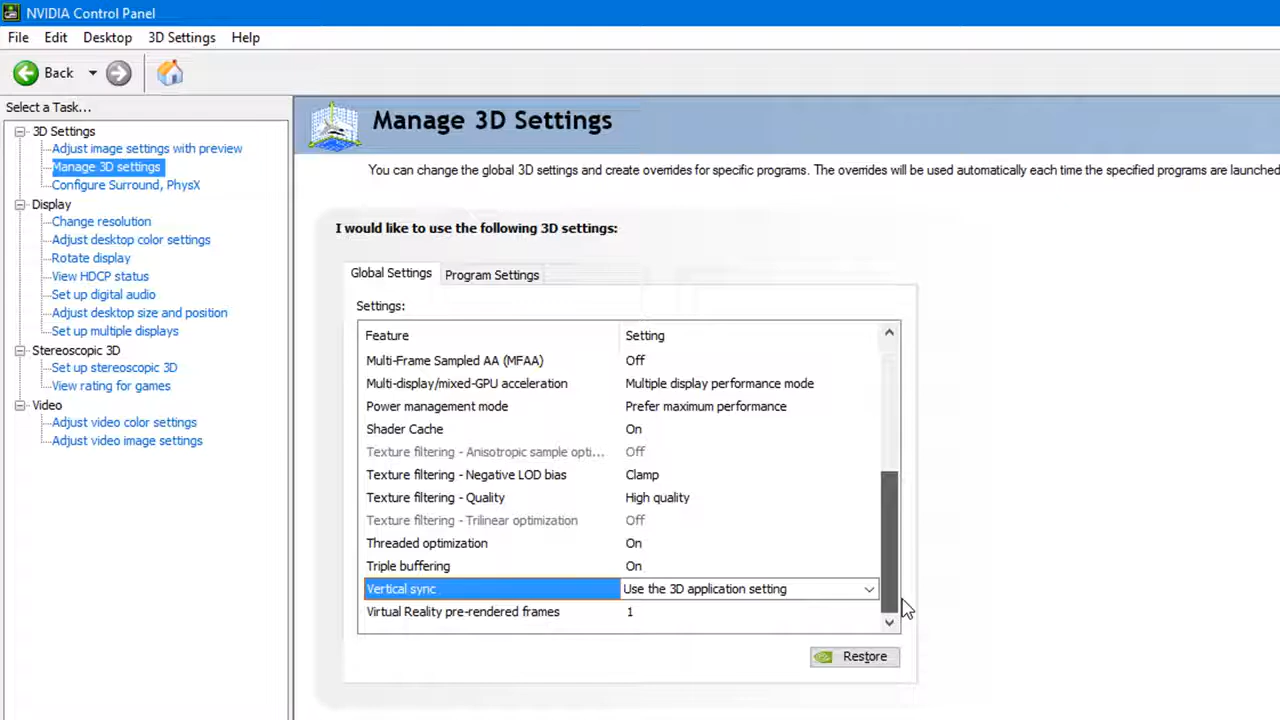 NVIDIA Control Panel
File Edit Desktop 3D Settings Help
Back
Select a Task...
3D Settings
Adjust image settings with preview
Manage 3D settings
Configure Surround, PhysX
Display
Change resolution
Adjust desktop color settings
Rotate display
View HDCP status
Set up digital audio
Adjust desktop size and position
Set up multiple displays
Stereoscopic 3D
Set up stereoscopic 3D
View rating for games
Video
Adjust video color settings
Adjust video image settings
Manage 3D Settings
You can change the global 3D settings and create overrides for specific programs. The overrides will be used automatically each time the specified programs are launched
I would like to use the following 3D settings:
Global Settings Program Settings
Settings:
Feature Setting
Multi-Frame Sampled AA (MFAA) Off
Multi-display/mixed-GPU acceleration Multiple display performance mode
Power management mode Prefer maximum performance
Shader Cache On
Texture filtering - Anisotropic sample opti... Off
Texture filtering - Negative LOD bias Clamp
Texture filtering - Quality High quality
Texture filtering - Trilinear optimization Off
Threaded optimization On
Triple buffering On
Vertical sync Use the 3D application setting
Virtual Reality pre-rendered frames 1
Restore